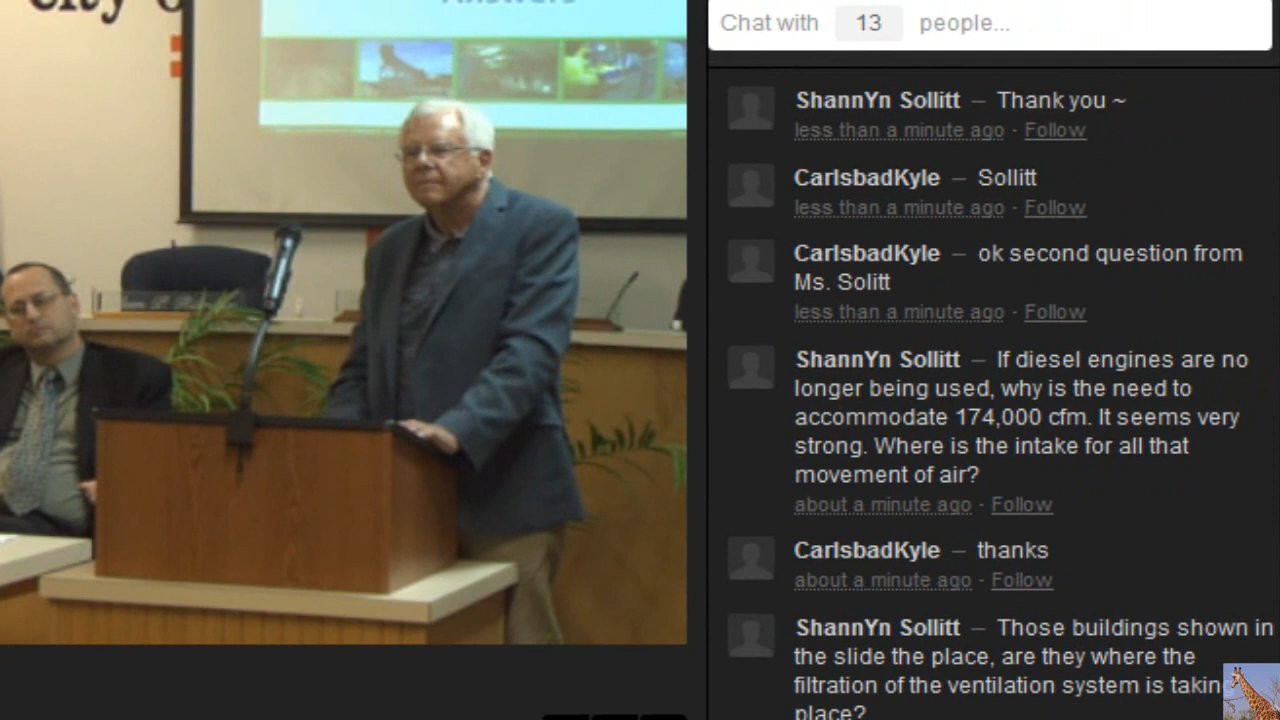 city o
Answers
Chat with 13 people...
ShannYn Sollitt – Thank you ~
less than a minute ago · Follow
CarlsbadKyle – Sollitt
less than a minute ago · Follow
CarlsbadKyle – ok second question from
Ms. Solitt
less than a minute ago · Follow
ShannYn Sollitt – If diesel engines are no
longer being used, why is the need to
accommodate 174,000 cfm. It seems very
strong. Where is the intake for all that
movement of air?
about a minute ago · Follow
CarlsbadKyle – thanks
about a minute ago · Follow
ShannYn Sollitt – Those buildings shown in
the slide the place, are they where the
filtration of the ventilation system is taking
place?